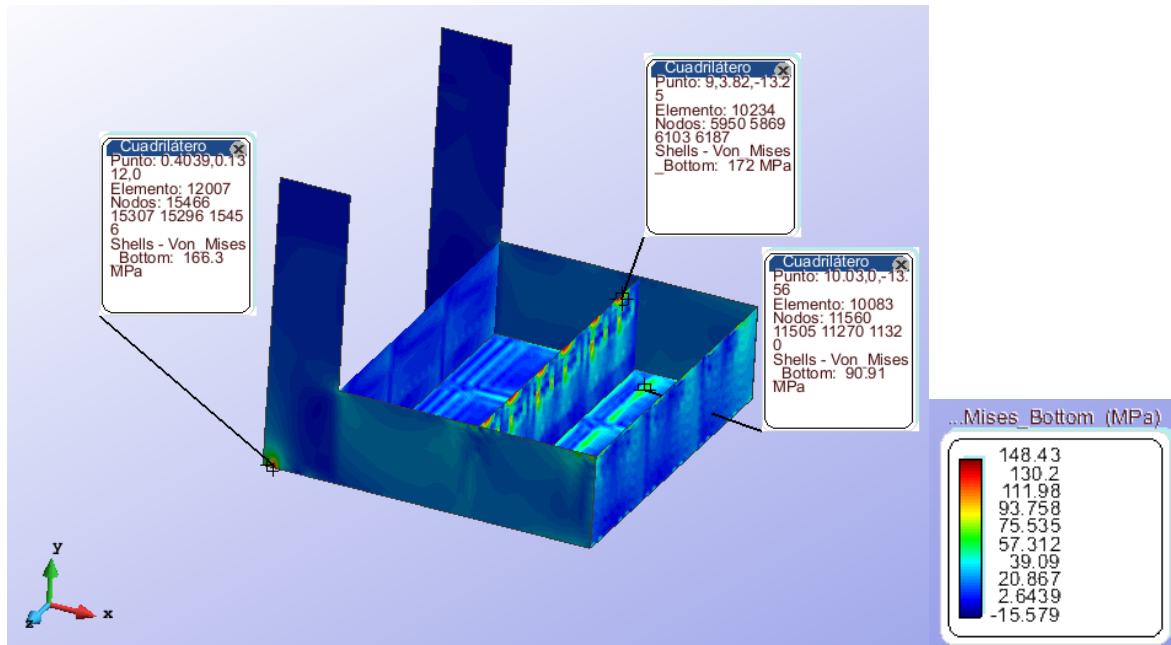 Cuadrilátero
Punto: 9,3.82,-13.2
5
Elemento: 10234
Nodos: 5950 5869
6103 6187
Shells - Von_Mises
_Bottom: 172 MPa
Cuadrilátero
Punto: 0.4039,0.13
12,0
Elemento: 12007
Nodos: 15466
15307 15296 1545
6
Shells - Von_Mises
_Bottom: 166.3
MPa
Cuadrilátero
Punto: 10.03,0,-13.
56
Elemento: 10083
Nodos: 11560
11505 11270 1132
0
Shells - Von_Mises
_Bottom: 90.91
MPa
...Mises_Bottom (MPa)
148.43
130.2
111.98
93.758
75.535
57.312
39.09
20.867
2.6439
-15.579
y
x
z